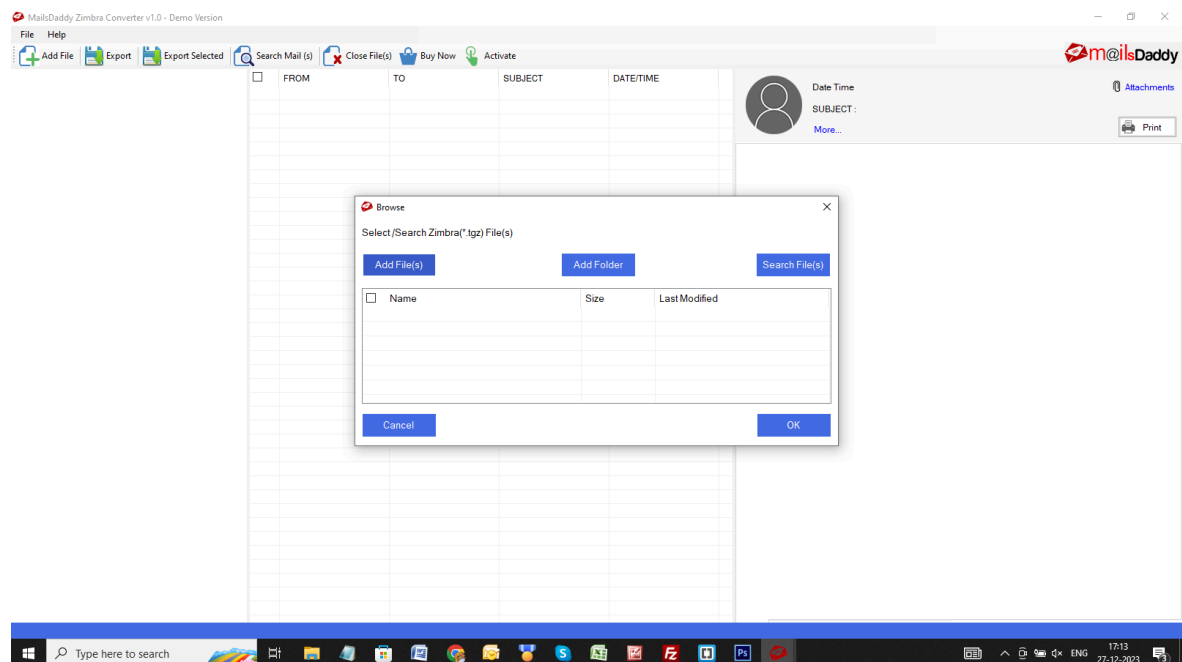 MailsDaddy Zimbra Converter v1.0 - Demo Version
File Help
Add File Export Export Selected Search Mail (s) Close File(s) Buy Now Activate
m@ilsDaddy
FROM TO SUBJECT DATE/TIME
Date Time
Attachments
SUBJECT :
More...
Print
Browse
Select /Search Zimbra(*.tgz) File(s)
Add File(s) Add Folder Search File(s)
Name Size Last Modified
Cancel OK
Type here to search
W S X Fz Ps
ENG
17:13
27-12-2023
3